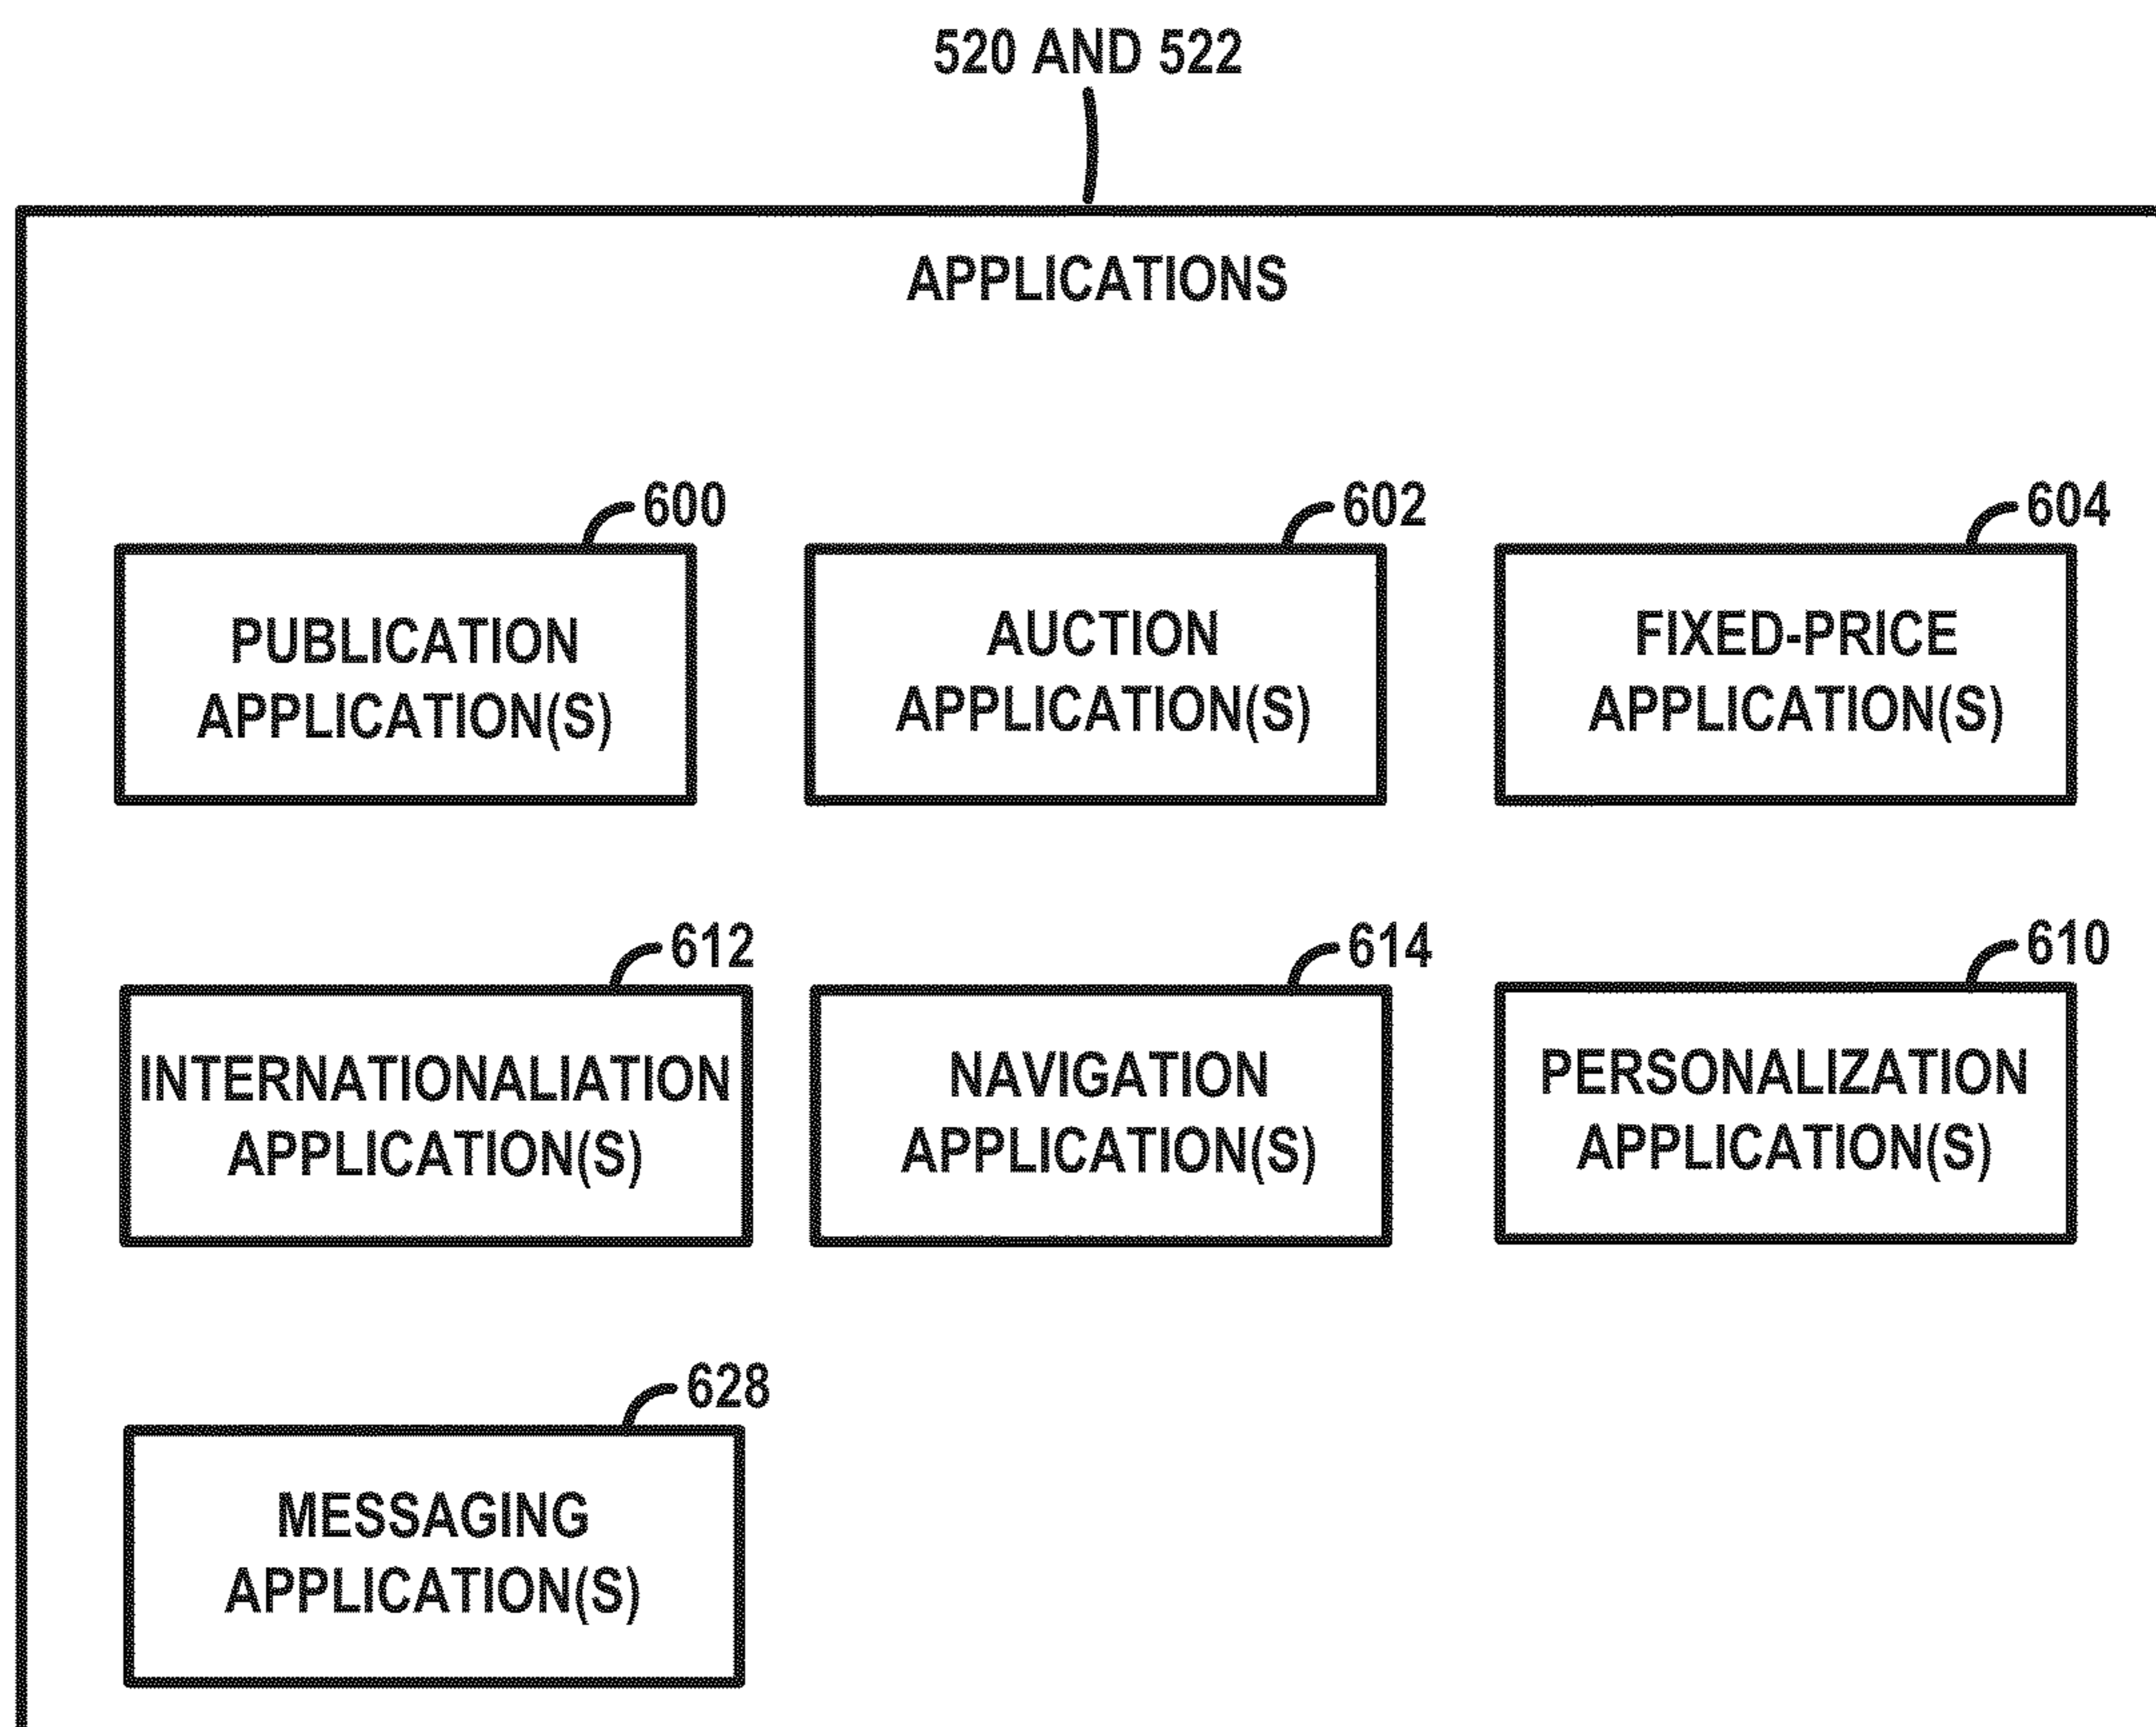 520 AND 522
APPLICATIONS
600
PUBLICATION
APPLICATION(S)
602
AUCTION
APPLICATION(S)
604
FIXED-PRICE
APPLICATION(S)
612
INTERNATIONALIATION
APPLICATION(S)
614
NAVIGATION
APPLICATION(S)
610
PERSONALIZATION
APPLICATION(S)
628
MESSAGING
APPLICATION(S)